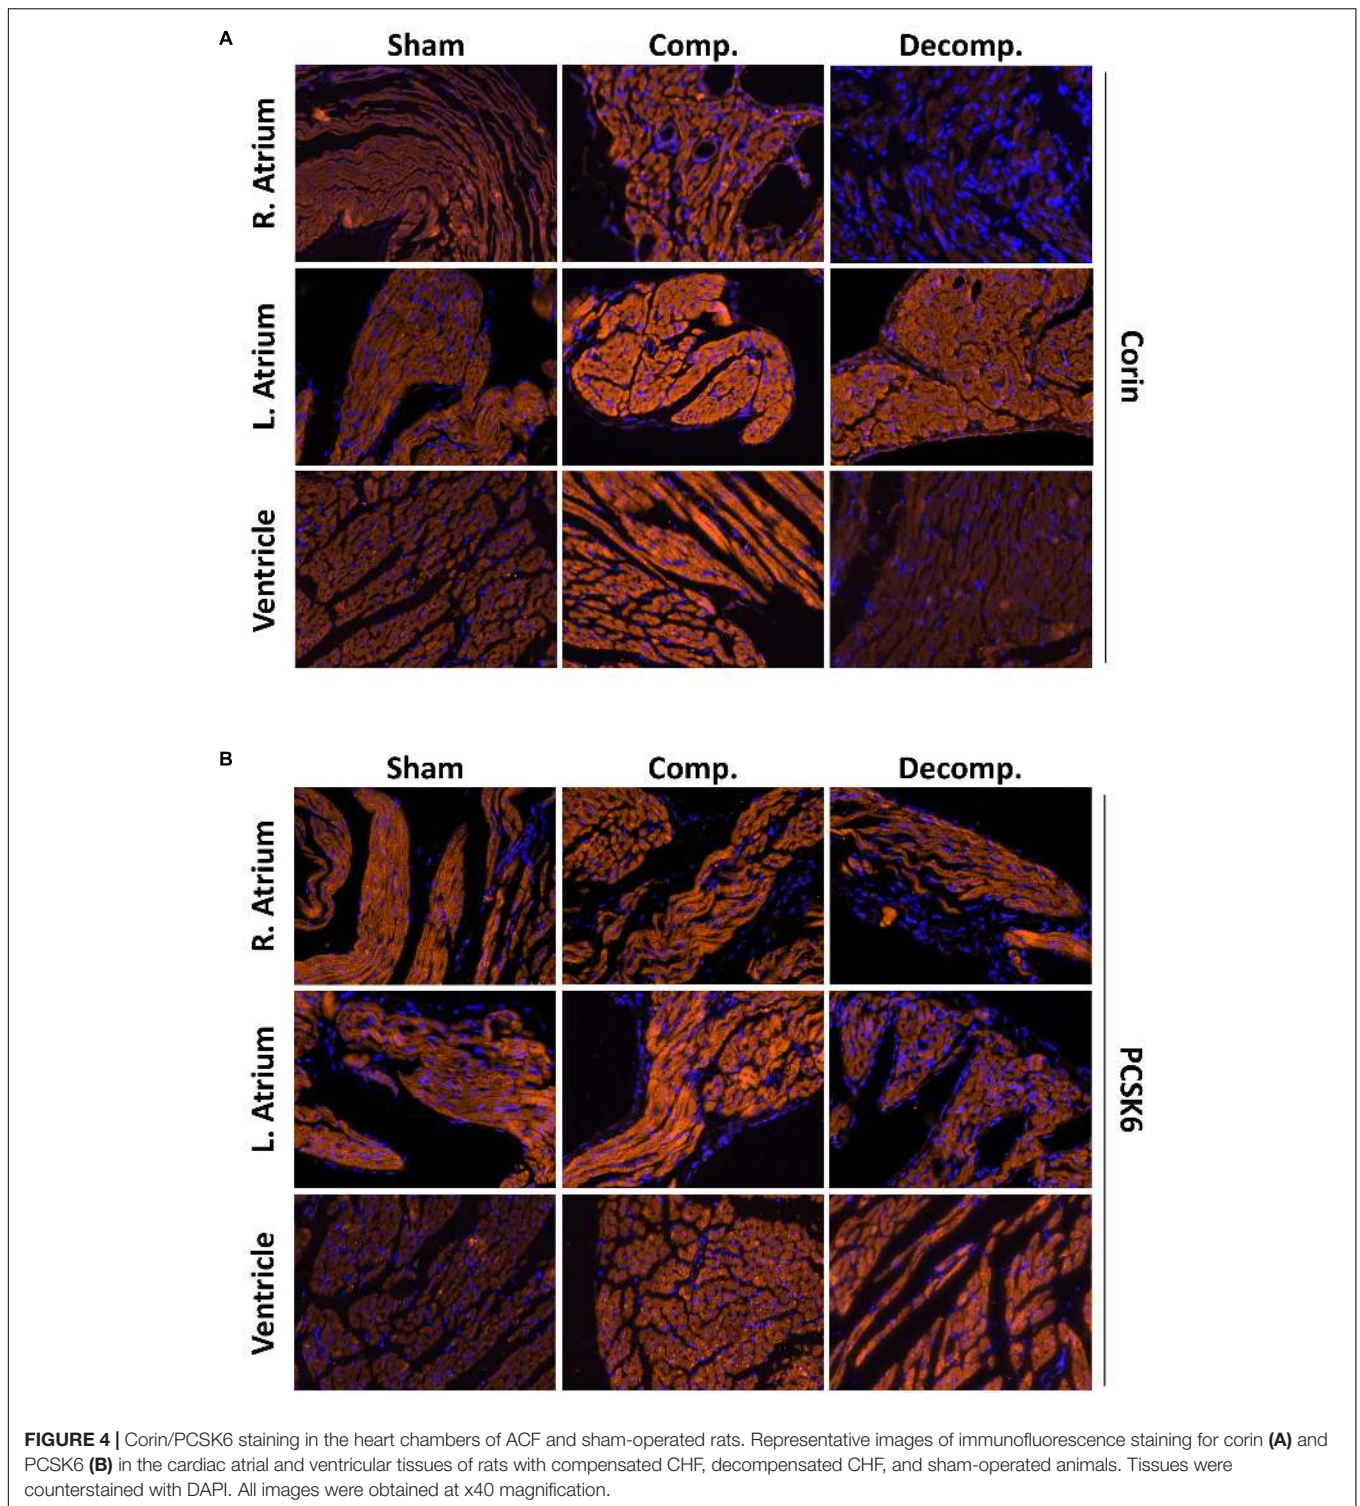 A
Sham Comp. Decomp.
R. Atrium
L. Atrium
Ventricle
Corin
B
Sham Comp. Decomp.
R. Atrium
L. Atrium
Ventricle
PCSK6
FIGURE 4 | Corin/PCSK6 staining in the heart chambers of ACF and sham-operated rats. Representative images of immunofluorescence staining for corin (A) and
PCSK6 (B) in the cardiac atrial and ventricular tissues of rats with compensated CHF, decompensated CHF, and sham-operated animals. Tissues were
counterstained with DAPI. All images were obtained at x40 magnification.